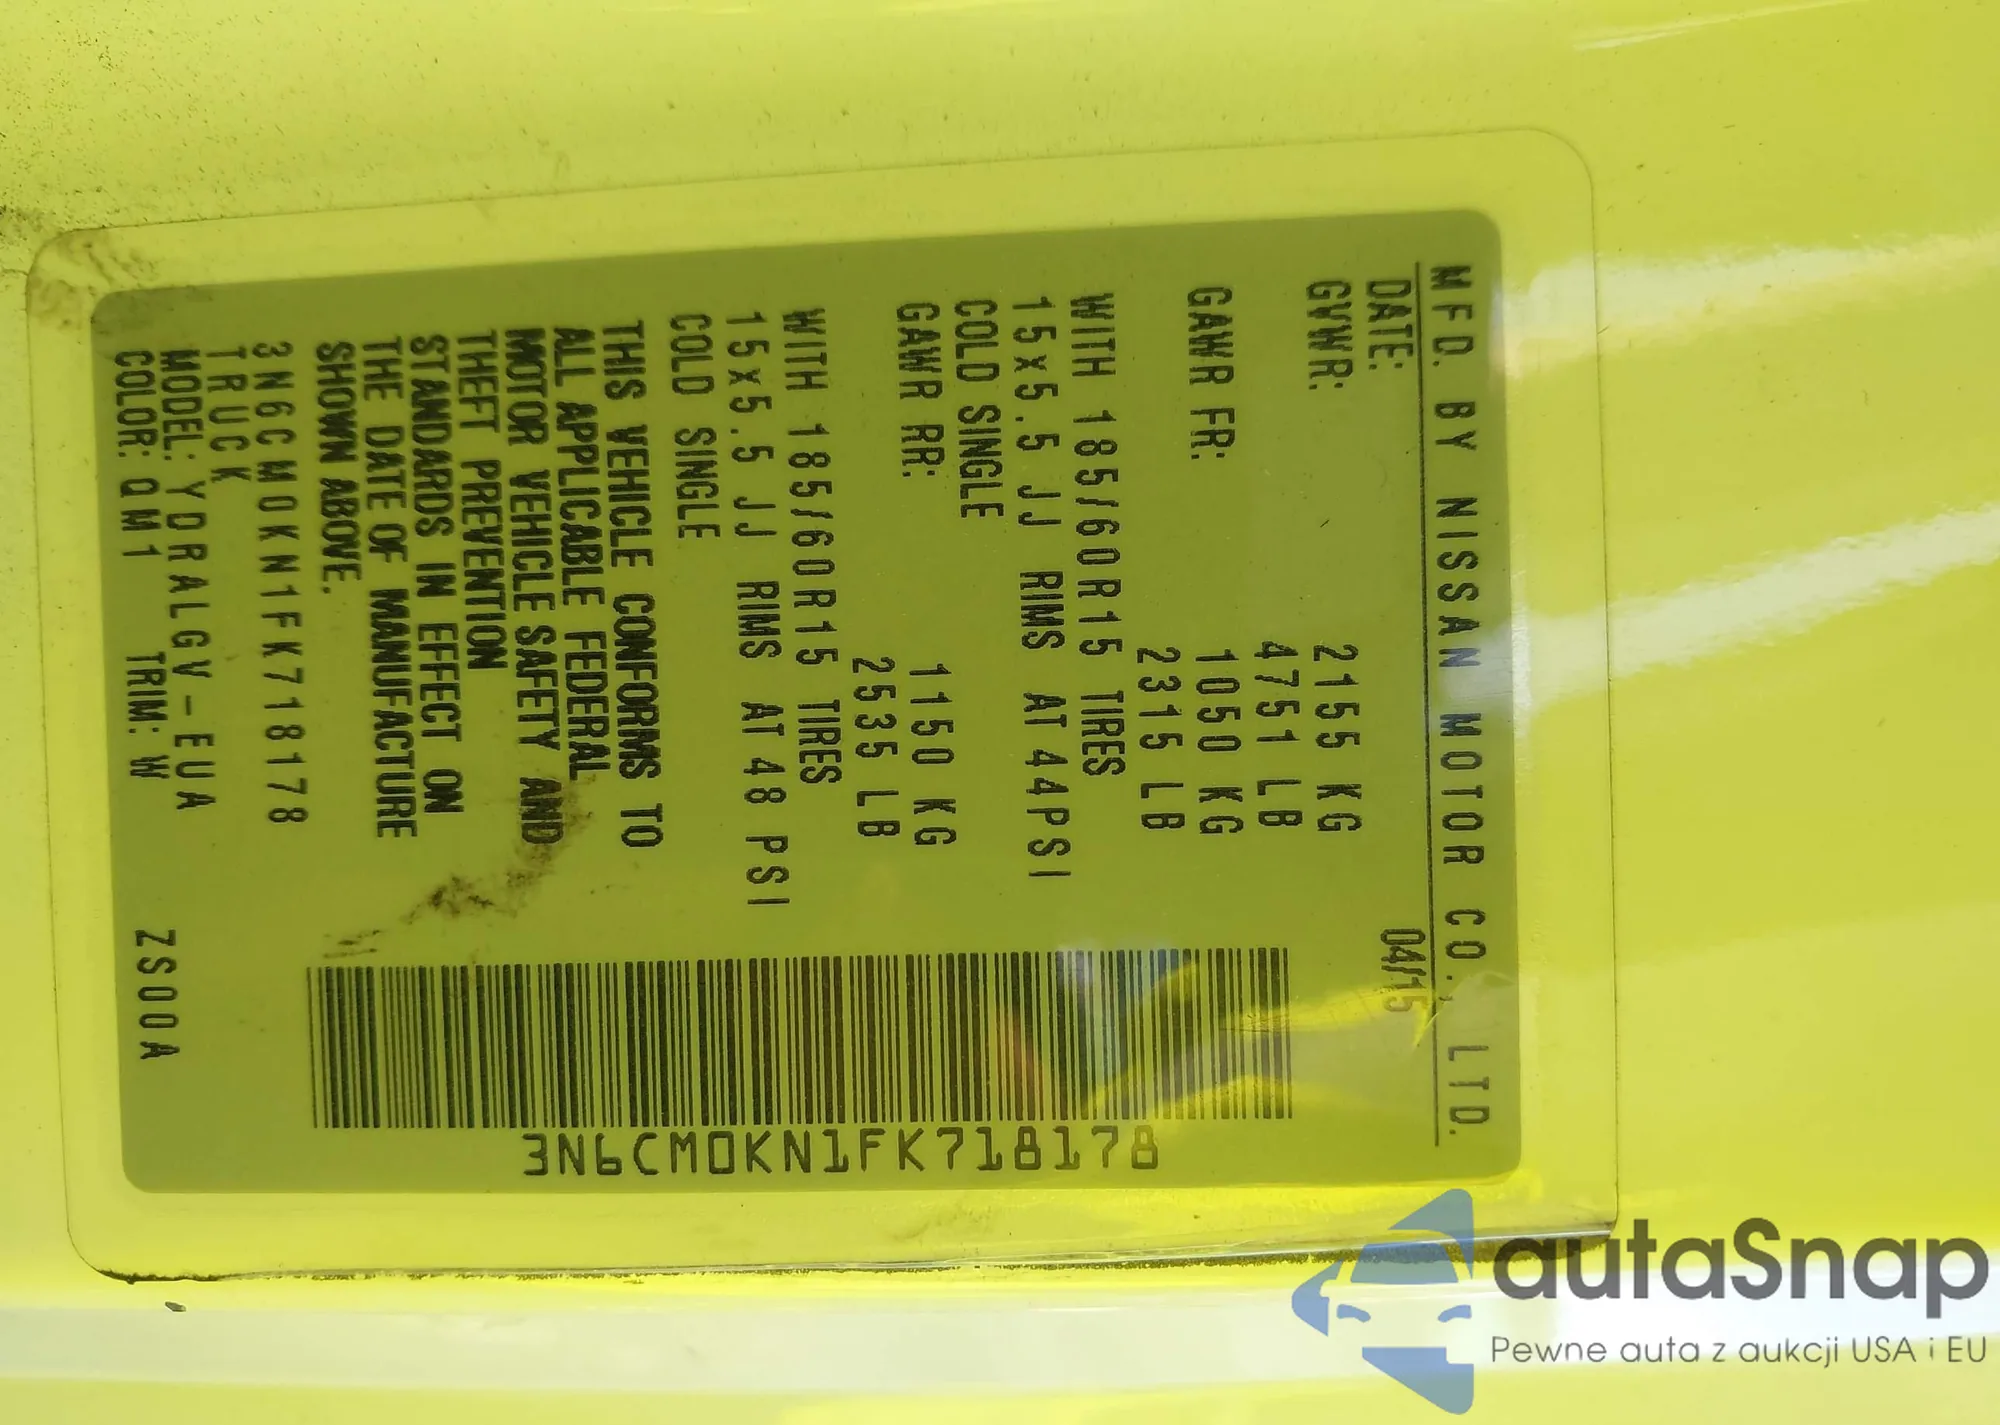 MFD. BY NISSAN MOTOR CO., LTD.
DATE: 04/15
GVWR: 2155 KG
4751 LB
GAWR FR: 1050 KG
2315 LB
WITH 185/60R15 TIRES
15x5.5 JJ RIMS AT 44PSI
COLD SINGLE
GAWR RR: 1150 KG
2535 LB
WITH 185/60R15 TIRES
15x5.5 JJ RIMS AT 48 PSI
COLD SINGLE
THIS VEHICLE CONFORMS TO
ALL APPLICABLE FEDERAL
MOTOR VEHICLE SAFETY AND
THEFT PREVENTION
STANDARDS IN EFFECT ON
THE DATE OF MANUFACTURE
SHOWN ABOVE.
3N6CM0KN1FK718178
TRUCK
MODEL: YDRALGV-EUA
COLOR: QM1 TRIM: W ZS00A
3N6CM0KN1FK718178
autaSnap
Pewne auta z aukcji USA i EU